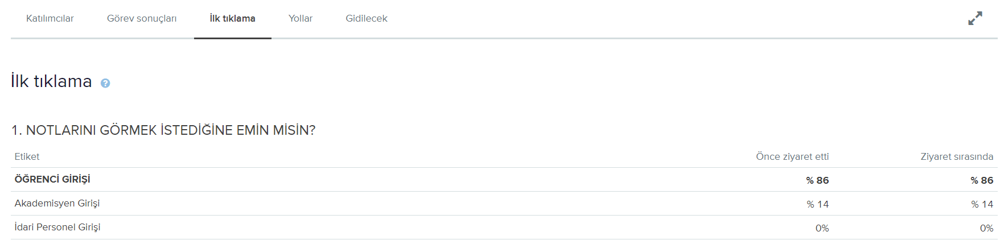 Katılımcılar Görev sonuçları İlk tıklama Yollar Gidilecek
İlk tıklama ?
1. NOTLARINI GÖRMEK İSTEDİĞİNE EMİN MİSİN?
Etiket Önce ziyaret etti Ziyaret sırasında
ÖĞRENCİ GİRİŞİ % 86 % 86
Akademisyen Girişi % 14 % 14
İdari Personel Girişi 0% 0%